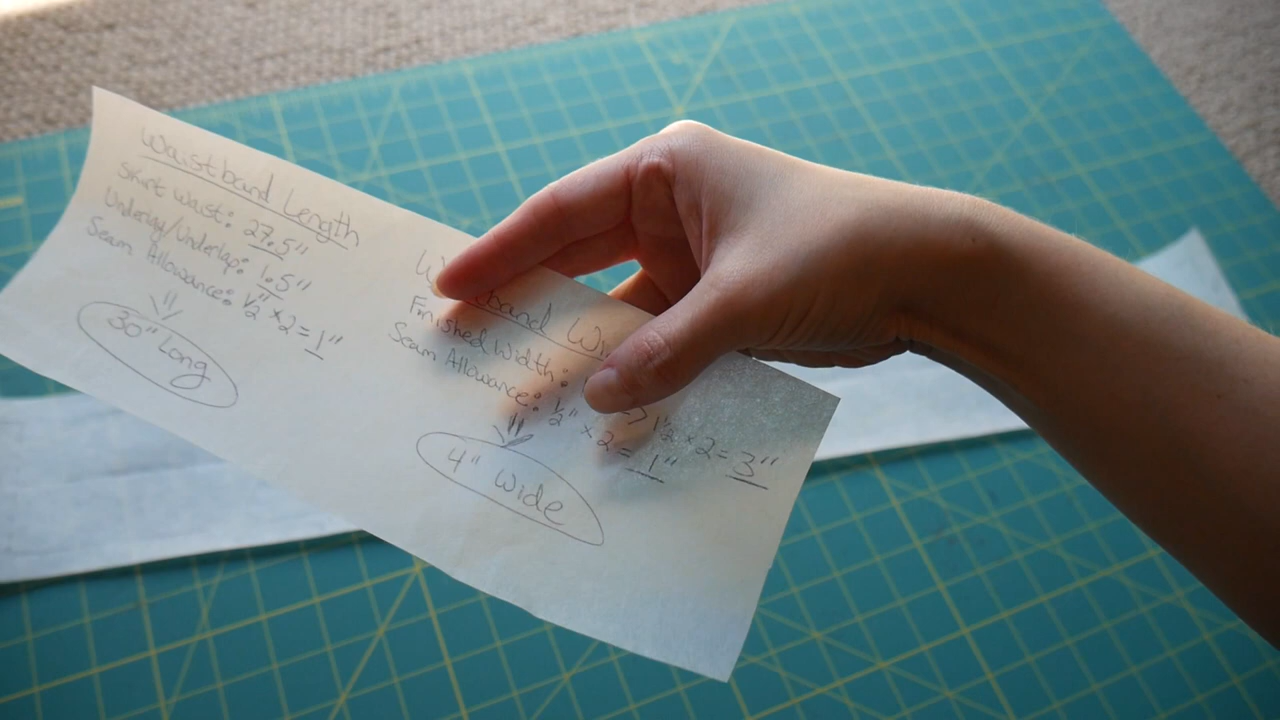 Waistband Length
Skirt Waist: 27.5"
Underlay/Underlap: 1.5"
Seam Allowance: ½" × 2 = 1"
30" Long
Finished Width: => 1½ × 2 = 3"
Seam Allowance: ½" × 2 = 1"
4" Wide